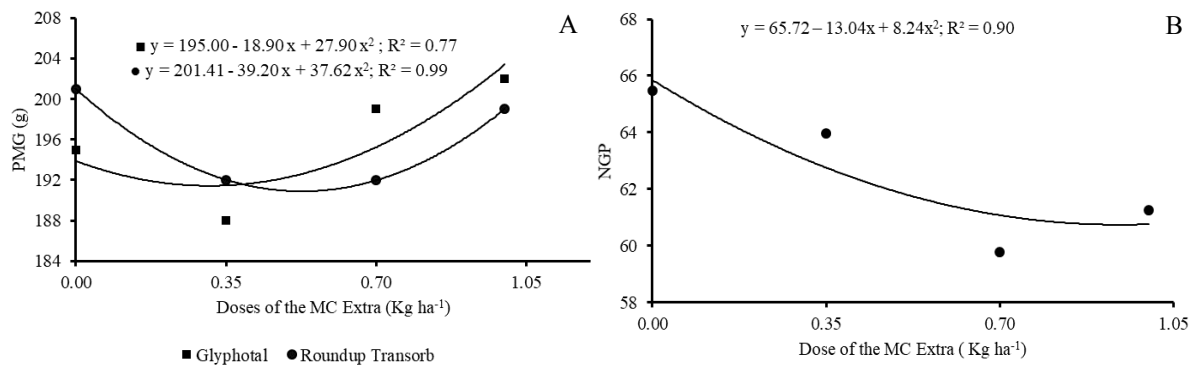 A
y = 195.00 - 18.90 x + 27.90 x² ; R² = 0.77
y = 201.41 - 39.20 x + 37.62 x²; R² = 0.99
208
204
200
196
192
188
184
PMG (g)
0.00 0.35 0.70 1.05
Doses of the MC Extra (Kg ha⁻¹)
Glyphotal Roundup Transorb
B
y = 65.72 – 13.04x + 8.24x²; R² = 0.90
68
66
64
62
60
58
NGP
0.00 0.35 0.70 1.05
Dose of the MC Extra ( Kg ha⁻¹)